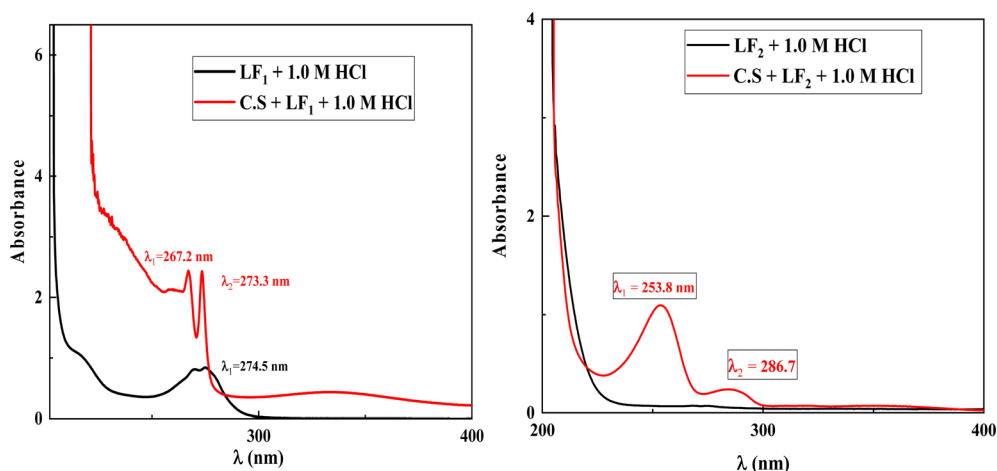 LF₁ + 1.0 M HCl
C.S + LF₁ + 1.0 M HCl
6
4
2
0
Absorbance
λ₁=267.2 nm
λ₂=273.3 nm
λ₁=274.5 nm
300
400
λ (nm)
LF₂ + 1.0 M HCl
C.S + LF₂ + 1.0 M HCl
4
2
0
Absorbance
λ₁ = 253.8 nm
λ₂ = 286.7
200
300
400
λ (nm)